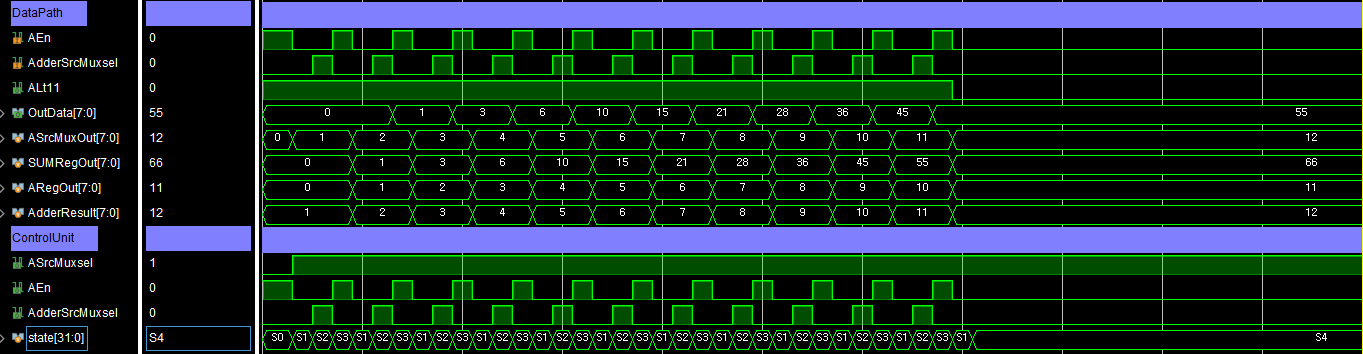 DataPath
AEn 0
AdderSrcMuxsel 0
ALt11 0
OutData[7:0] 55 0 1 3 6 10 15 21 28 36 45 55
ASrcMuxOut[7:0] 12 0 1 2 3 4 5 6 7 8 9 10 11 12
SUMRegOut[7:0] 66 0 1 3 6 10 15 21 28 36 45 55 66
ARegOut[7:0] 11 0 1 2 3 4 5 6 7 8 9 10 11
AdderResult[7:0] 12 1 2 3 4 5 6 7 8 9 10 11 12
ControlUnit
ASrcMuxsel 1
AEn 0
AdderSrcMuxsel 0
state[31:0] S4 S0 S1 S2 S3 S1 S2 S3 S1 S2 S3 S1 S2 S3 S1 S2 S3 S1 S2 S3 S1 S2 S3 S1 S2 S3 S1 S2 S3 S1 S2 S3 S1 S2 S3 S1 S4